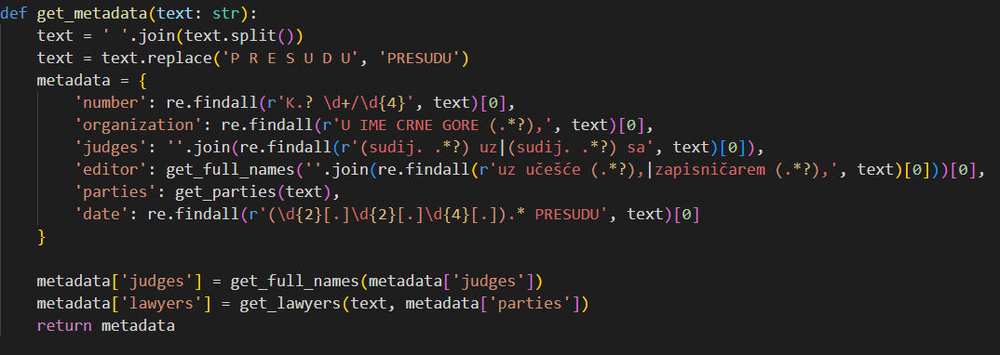 def get_metadata(text: str):
    text = ' '.join(text.split())
    text = text.replace('P R E S U D U', 'PRESUDU')
    metadata = {
        'number': re.findall(r'K.? \d+/\d{4}', text)[0],
        'organization': re.findall(r'U IME CRNE GORE (.*?),', text)[0],
        'judges': ''.join(re.findall(r'(sudij. .*?) uz|(sudij. .*?) sa', text)[0]),
        'editor': get_full_names(''.join(re.findall(r'uz učešće (.*?),|zapisničarem (.*?),', text)[0]))[0],
        'parties': get_parties(text),
        'date': re.findall(r'(\d{2}[.]\d{2}[.]\d{4}[.]).* PRESUDU', text)[0]
    }
    metadata['judges'] = get_full_names(metadata['judges'])
    metadata['lawyers'] = get_lawyers(text, metadata['parties'])
    return metadata